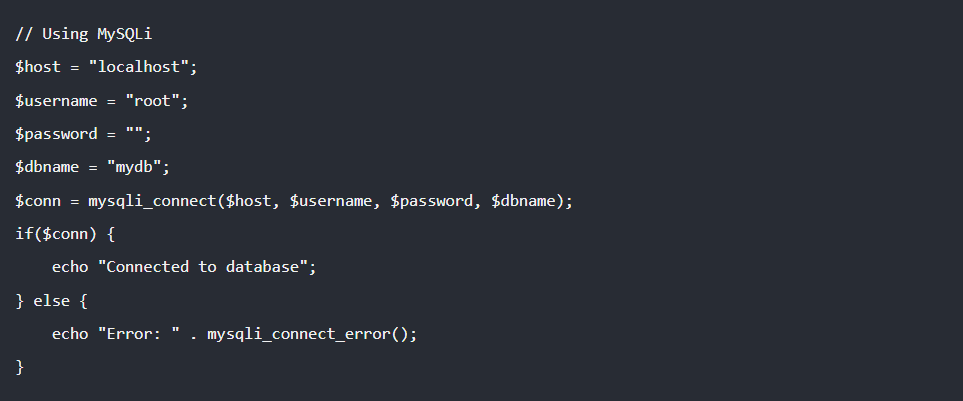 // Using MySQLi
$host = "localhost";
$username = "root";
$password = "";
$dbname = "mydb";
$conn = mysqli_connect($host, $username, $password, $dbname);
if($conn) {
    echo "Connected to database";
} else {
    echo "Error: " . mysqli_connect_error();
}